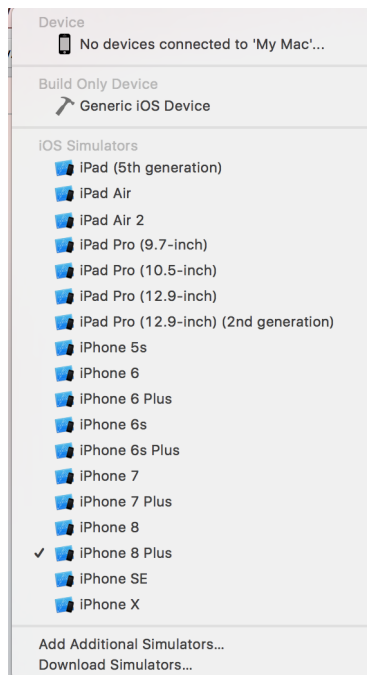 Device
No devices connected to 'My Mac'...
Build Only Device
Generic iOS Device
iOS Simulators
iPad (5th generation)
iPad Air
iPad Air 2
iPad Pro (9.7-inch)
iPad Pro (10.5-inch)
iPad Pro (12.9-inch)
iPad Pro (12.9-inch) (2nd generation)
iPhone 5s
iPhone 6
iPhone 6 Plus
iPhone 6s
iPhone 6s Plus
iPhone 7
iPhone 7 Plus
iPhone 8
✓ iPhone 8 Plus
iPhone SE
iPhone X
Add Additional Simulators...
Download Simulators...